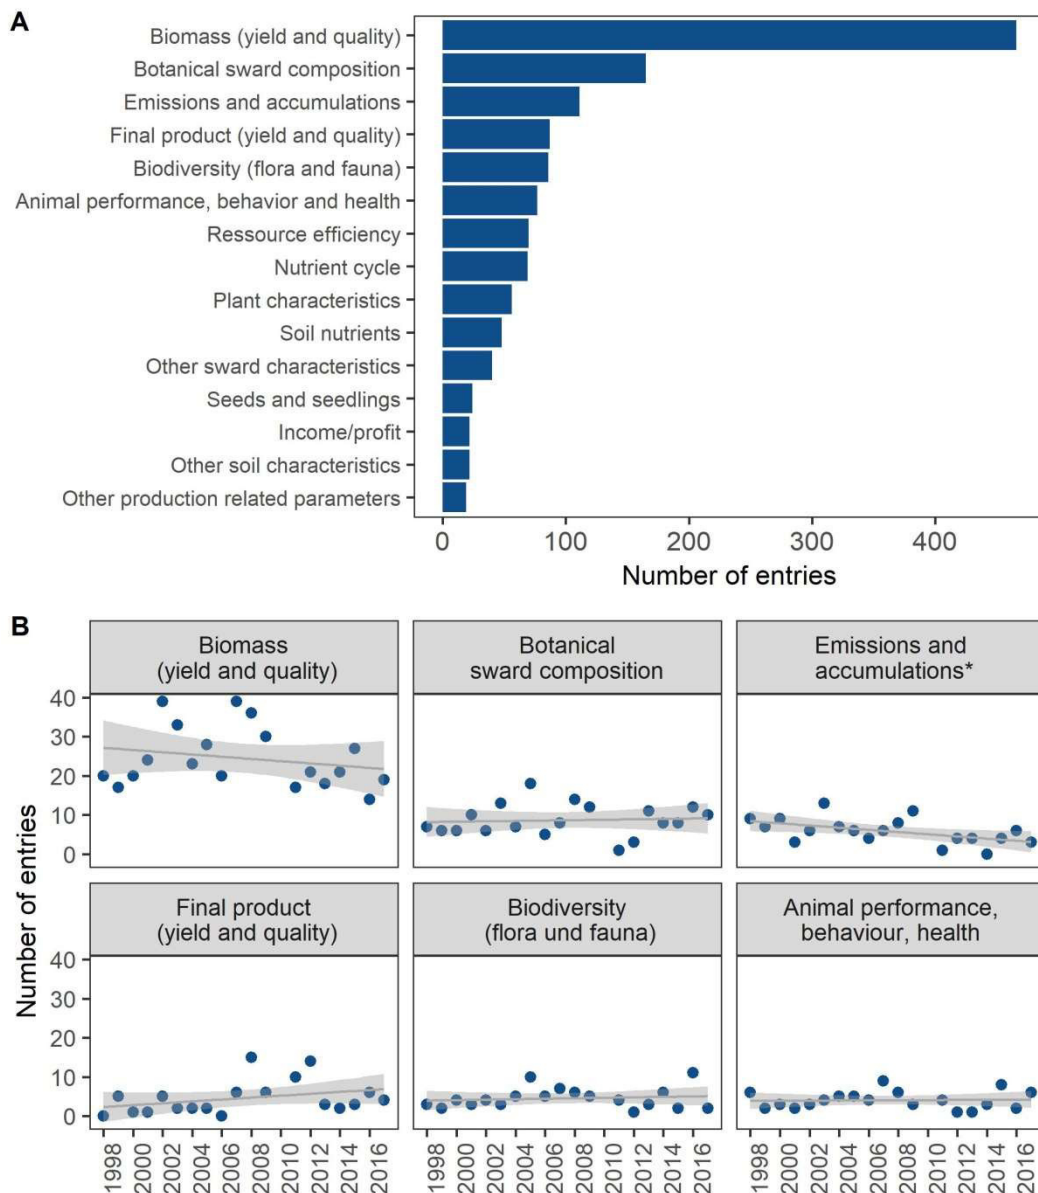 A
Biomass (yield and quality)
Botanical sward composition
Emissions and accumulations
Final product (yield and quality)
Biodiversity (flora and fauna)
Animal performance, behavior and health
Ressource efficiency
Nutrient cycle
Plant characteristics
Soil nutrients
Other sward characteristics
Seeds and seedlings
Income/profit
Other soil characteristics
Other production related parameters
0 100 200 300 400
Number of entries
B
Biomass
(yield and quality)
Botanical
sward composition
Emissions and
accumulations*
40
30
20
10
0
Final product
(yield and quality)
Biodiversity
(flora und fauna)
Animal performance,
behaviour, health
40
30
20
10
0
Number of entries
1998 2000 2002 2004 2006 2008 2010 2012 2014 2016
1998 2000 2002 2004 2006 2008 2010 2012 2014 2016
1998 2000 2002 2004 2006 2008 2010 2012 2014 2016